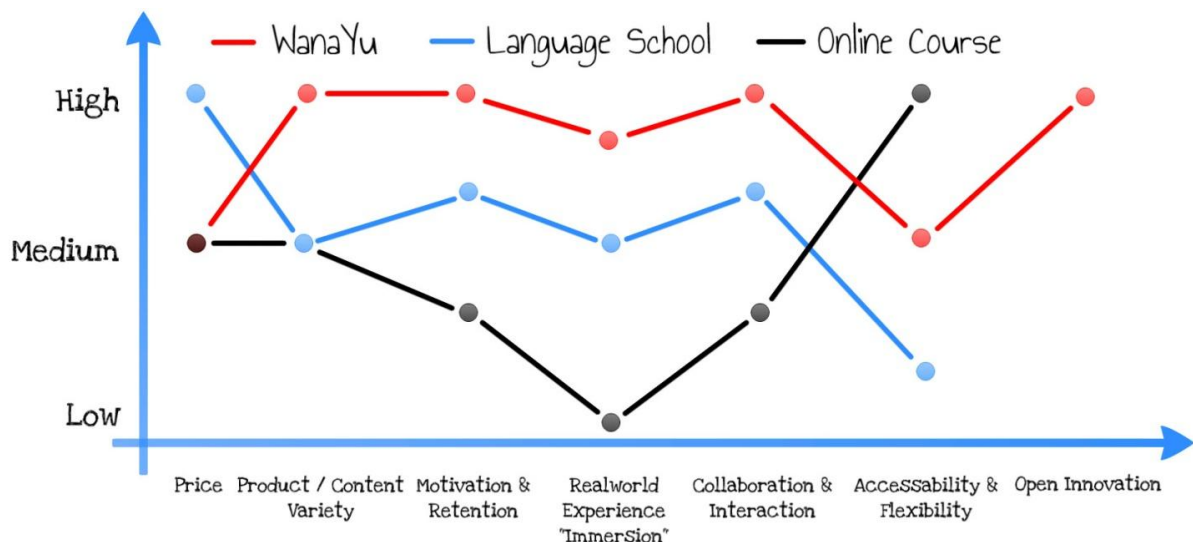 WanaYu Language School Online Course
High
Medium
Low
Price
Product / Content
Variety
Motivation &
Retention
Realworld
Experience
"Immersion"
Collaboration &
Interaction
Accessability &
Flexibility
Open Innovation